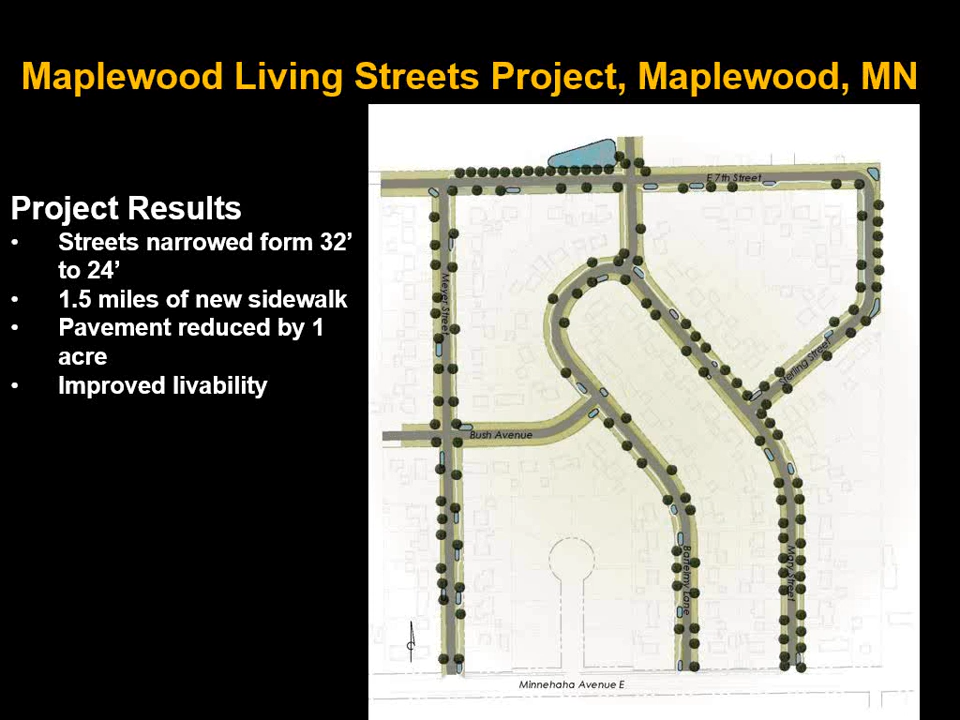 Maplewood Living Streets Project, Maplewood, MN
Project Results
• Streets narrowed form 32’
to 24’
• 1.5 miles of new sidewalk
• Pavement reduced by 1
acre
• Improved livability
E 7th Street
Meyer Street
Sterling Street
Bush Avenue
Bartelmy Lane
Mary Street
Minnehaha Avenue E